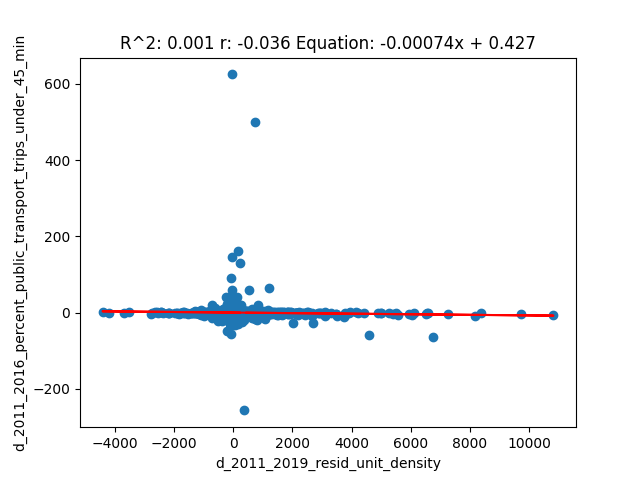 R^2: 0.001 r: -0.036 Equation: -0.00074x + 0.427
d_2011_2016_percent_public_transport_trips_under_45_min
600
400
200
0
−200
−4000 −2000 0 2000 4000 6000 8000 10000
d_2011_2019_resid_unit_density